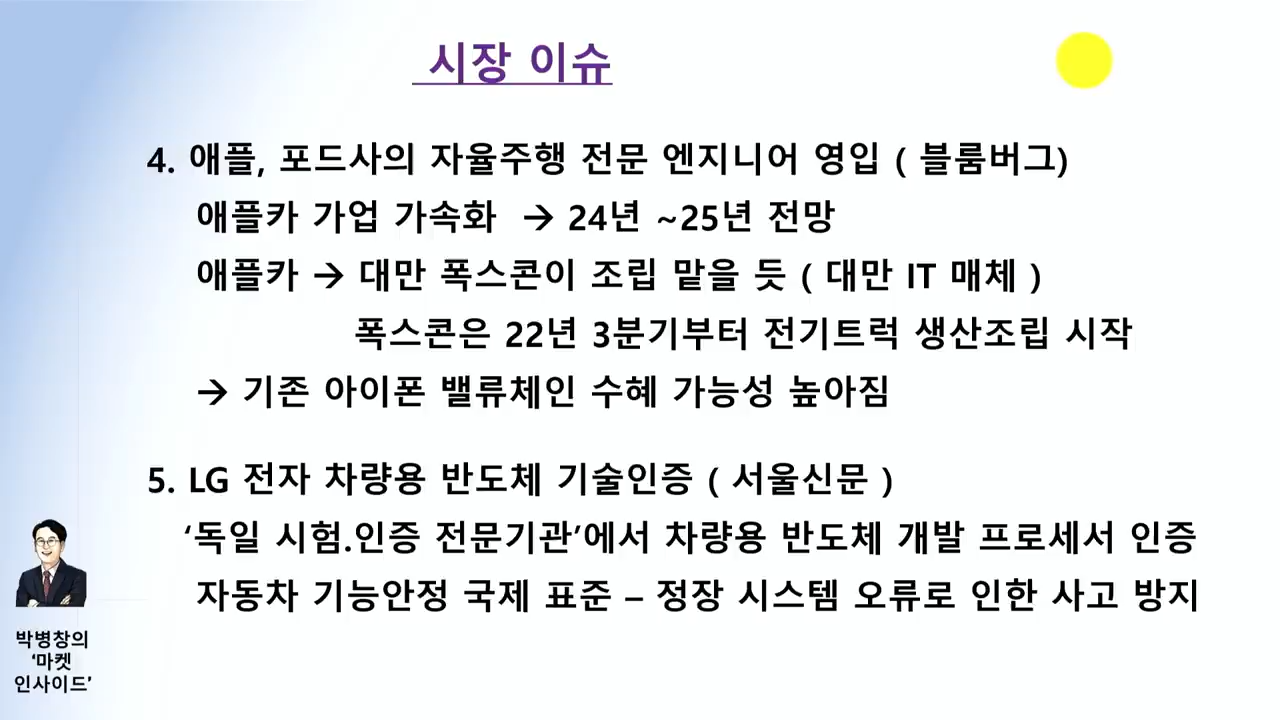 시장 이슈
4. 애플, 포드사의 자율주행 전문 엔지니어 영입 ( 블룸버그)
애플카 가업 가속화 → 24년 ~25년 전망
애플카 → 대만 폭스콘이 조립 맡을 듯 ( 대만 IT 매체 )
폭스콘은 22년 3분기부터 전기트럭 생산조립 시작
→ 기존 아이폰 밸류체인 수혜 가능성 높아짐
5. LG 전자 차량용 반도체 기술인증 ( 서울신문 )
‘독일 시험.인증 전문기관’에서 차량용 반도체 개발 프로세서 인증
자동차 기능안정 국제 표준 – 정장 시스템 오류로 인한 사고 방지
박병창의
‘마켓
인사이드’